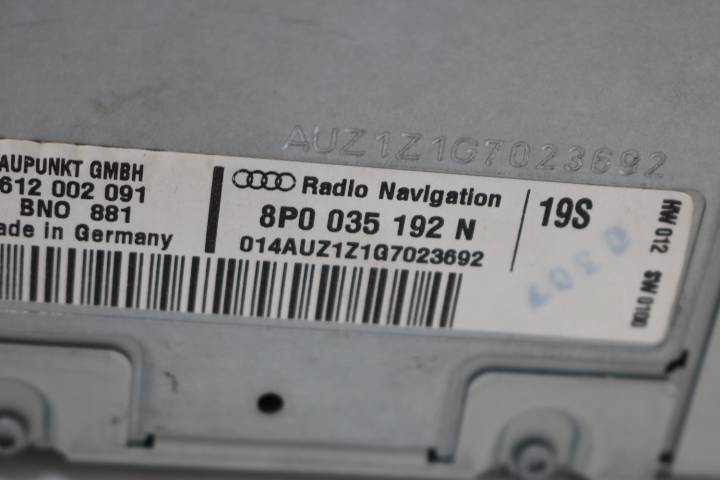 AUZ1Z1G7023692
AUPUNKT GMBH
612 002 091
BNO 881
ade in Germany
Radio Navigation
8P0 035 192 N
014AUZ1Z1G7023692
19S
HW 012 SW 0100
0307